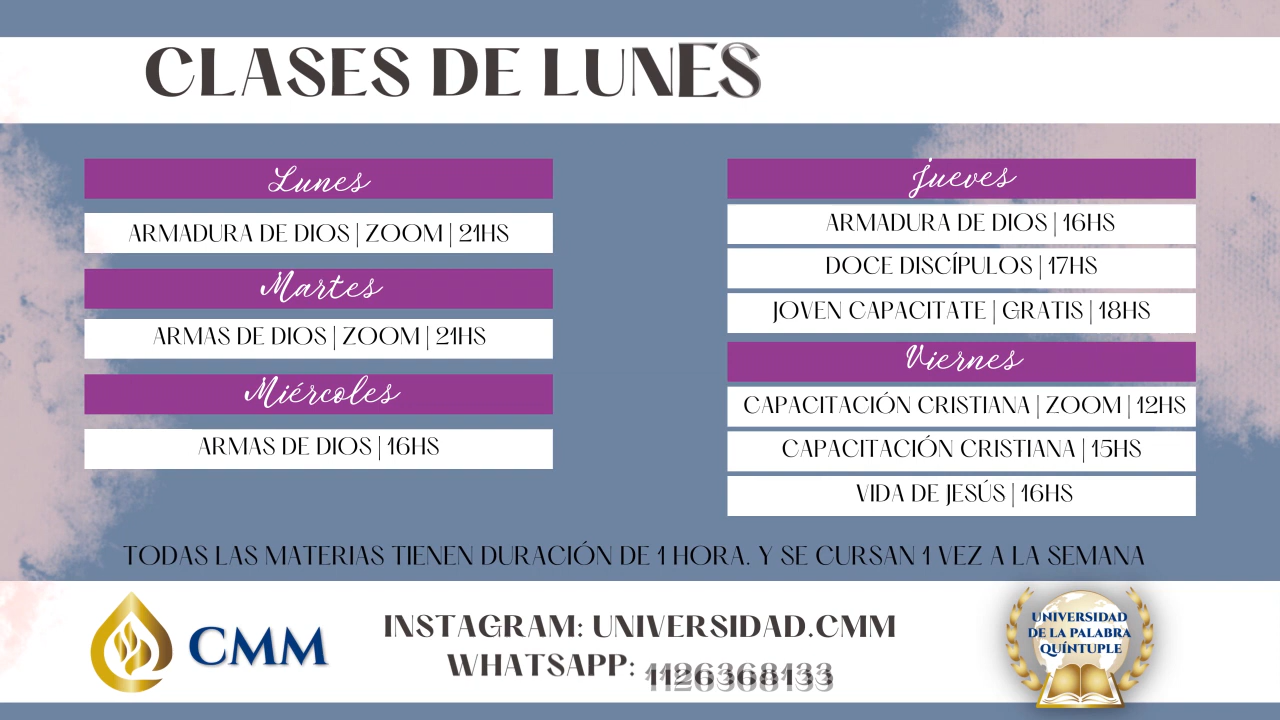 CLASES DE LUNES
Lunes
ARMADURA DE DIOS | ZOOM | 21HS
Martes
ARMAS DE DIOS | ZOOM | 21HS
Miércoles
ARMAS DE DIOS | 16HS
Jueves
ARMADURA DE DIOS | 16HS
DOCE DISCÍPULOS | 17HS
JOVEN CAPACITATE | GRATIS | 18HS
Viernes
CAPACITACIÓN CRISTIANA | ZOOM | 12HS
CAPACITACIÓN CRISTIANA | 15HS
VIDA DE JESÚS | 16HS
TODAS LAS MATERIAS TIENEN DURACIÓN DE 1 HORA. Y SE CURSAN 1 VEZ A LA SEMANA
CMM
INSTAGRAM: UNIVERSIDAD.CMM
WHATSAPP: 1126368133
UNIVERSIDAD
DE LA PALABRA
QUÍNTUPLE